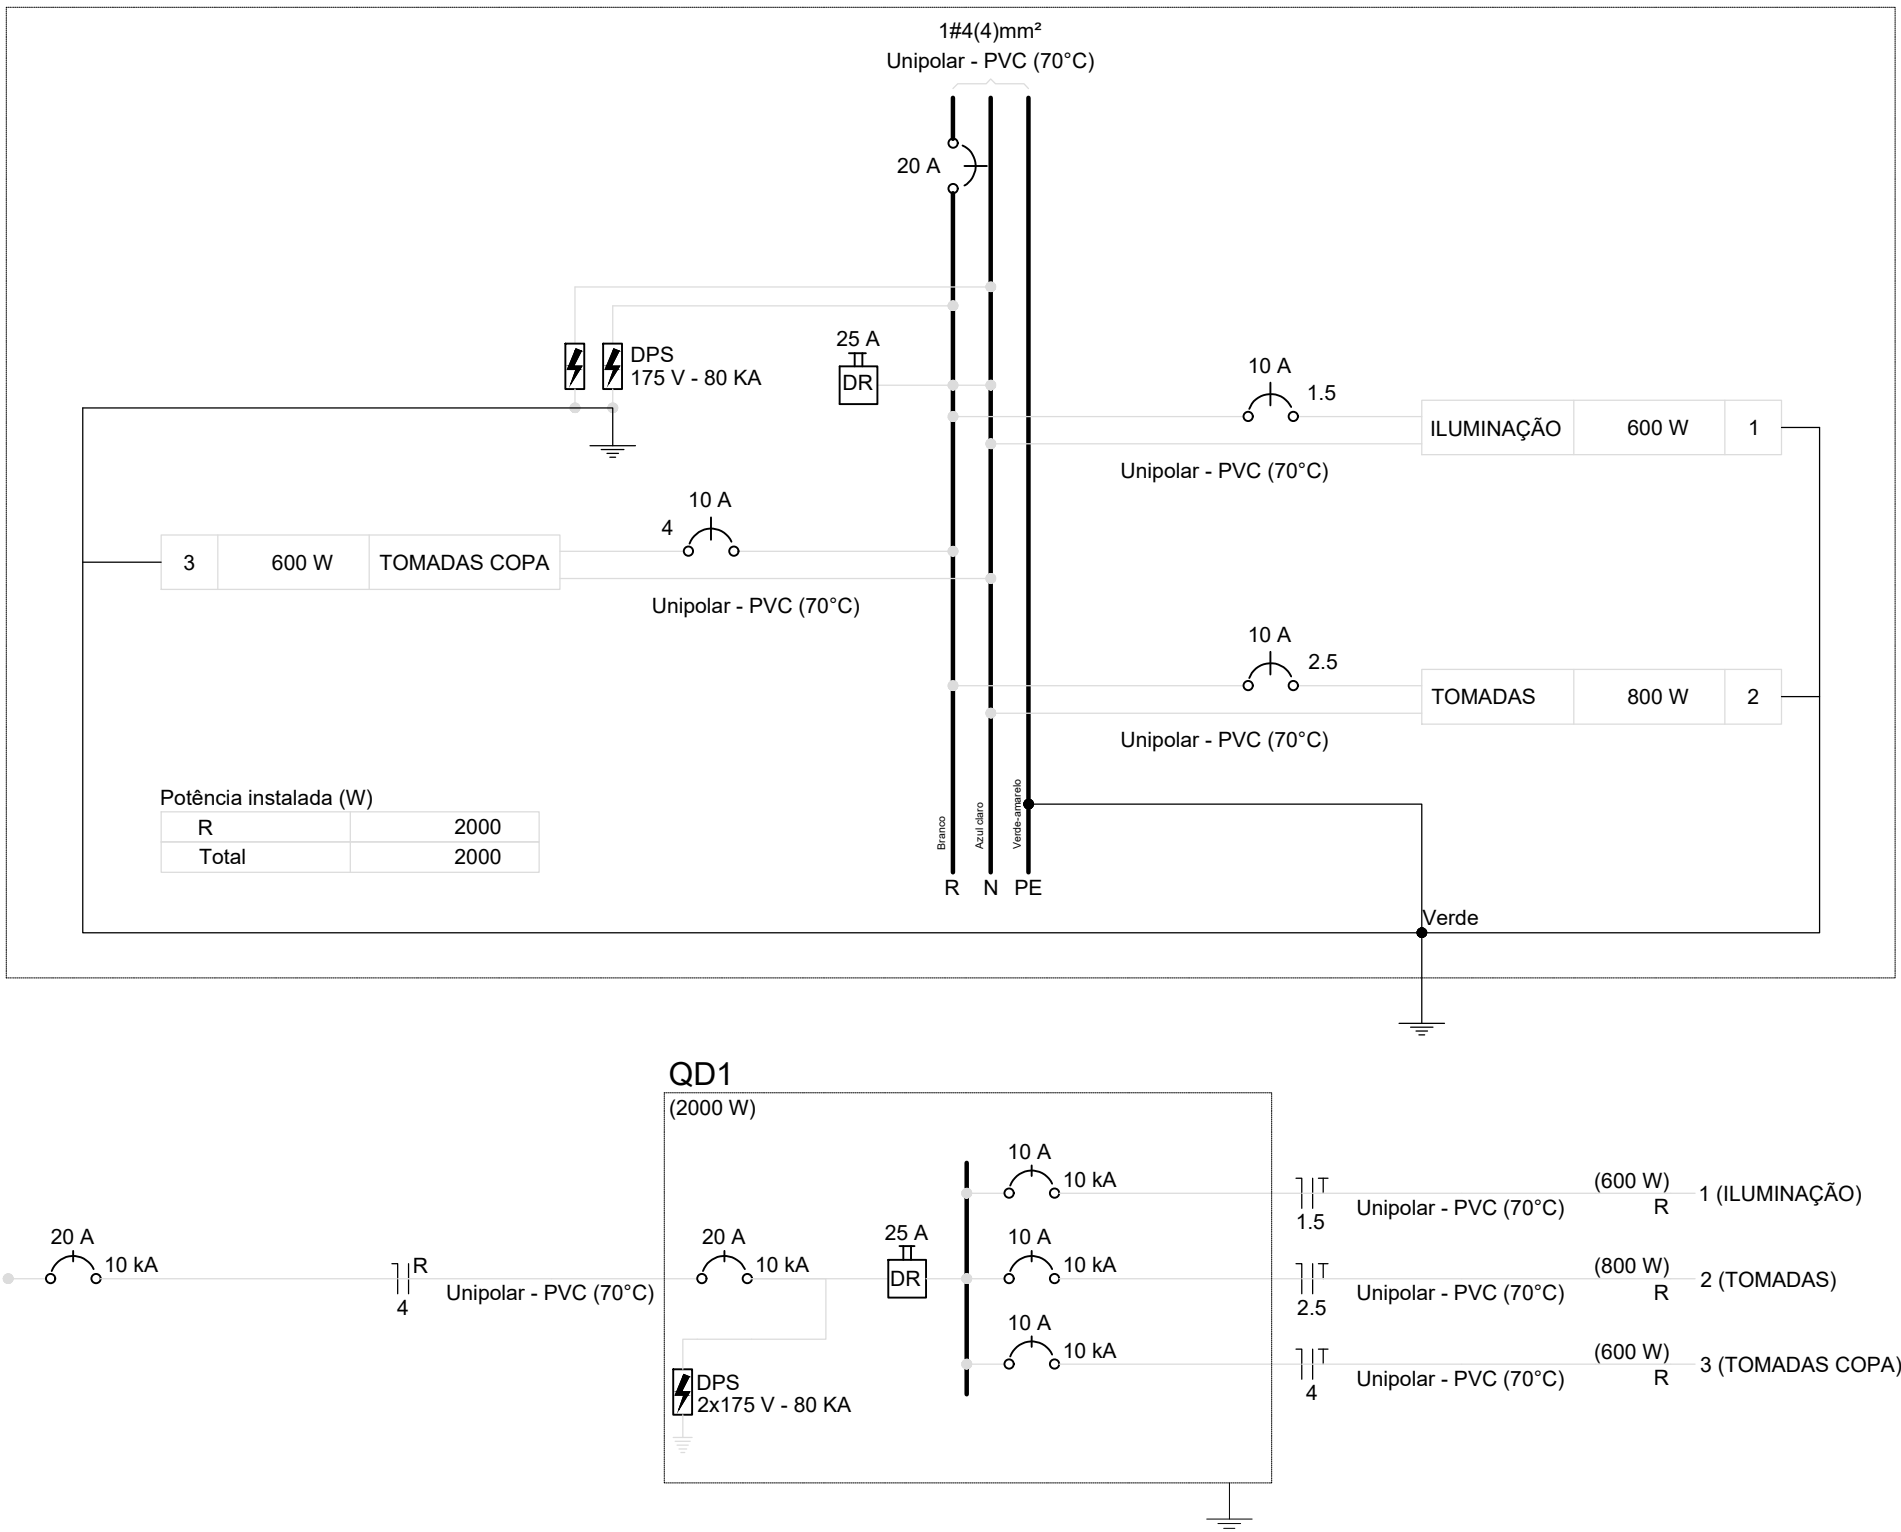 1#4(4)mm²
Unipolar - PVC (70°C)
20 A
DPS
175 V - 80 KA
25 A
DR
10 A
1.5
ILUMINAÇÃO 600 W 1
Unipolar - PVC (70°C)
10 A
4
3 600 W TOMADAS COPA
Unipolar - PVC (70°C)
10 A
2.5
TOMADAS 800 W 2
Unipolar - PVC (70°C)
Potência instalada (W)
R 2000
Total 2000
Branco
Azul claro
Verde-amarelo
R N PE
Verde
QD1
(2000 W)
20 A
10 kA
R
4
Unipolar - PVC (70°C)
20 A
10 kA
25 A
DR
DPS
2x175 V - 80 KA
10 A
10 kA
T
1.5
Unipolar - PVC (70°C)
(600 W)
R
1 (ILUMINAÇÃO)
10 A
10 kA
T
2.5
Unipolar - PVC (70°C)
(800 W)
R
2 (TOMADAS)
10 A
10 kA
T
4
Unipolar - PVC (70°C)
(600 W)
R
3 (TOMADAS COPA)